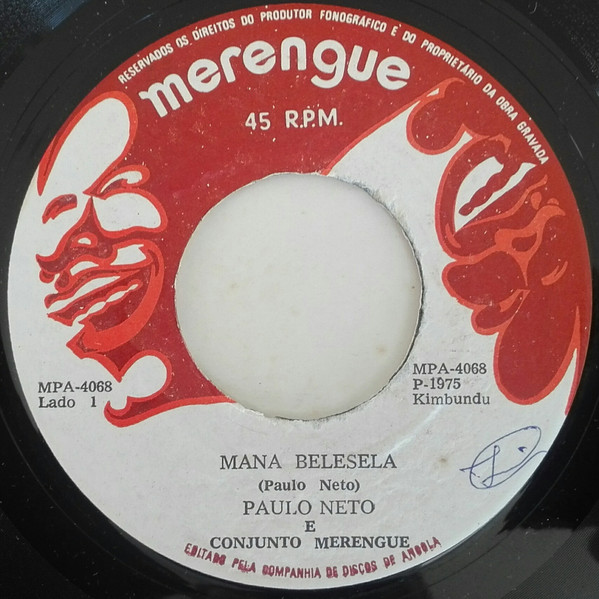 RESERVADOS OS DIREITOS DO PRODUTOR FONOGRÁFICO E DO PROPRIETÁRIO DA OBRA GRAVADA
merengue
45 R.P.M.
MPA-4068
Lado 1
MPA-4068
P-1975
Kimbundu
MANA BELESELA
(Paulo Neto)
PAULO NETO
E
CONJUNTO MERENGUE
EDITADO PELA COMPANHIA DE DISCOS DE ANGOLA